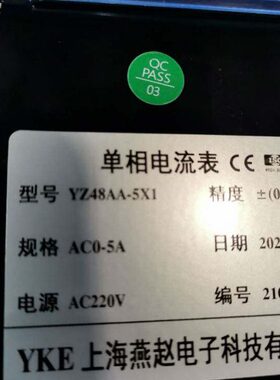 QC
PASS
03
单相电流表 CE
型号 YZ48AA-5X1 精度 ±(0
规格 AC0-5A 日期 202
电源 AC220V 编号 210
YKE 上海燕赵电子科技有